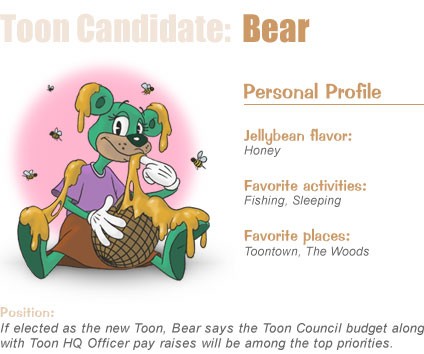 Toon Candidate: Bear
Personal Profile
Jellybean flavor:
Honey
Favorite activities:
Fishing, Sleeping
Favorite places:
Toontown, The Woods
Position:
If elected as the new Toon, Bear says the Toon Council budget along
with Toon HQ Officer pay raises will be among the top priorities.